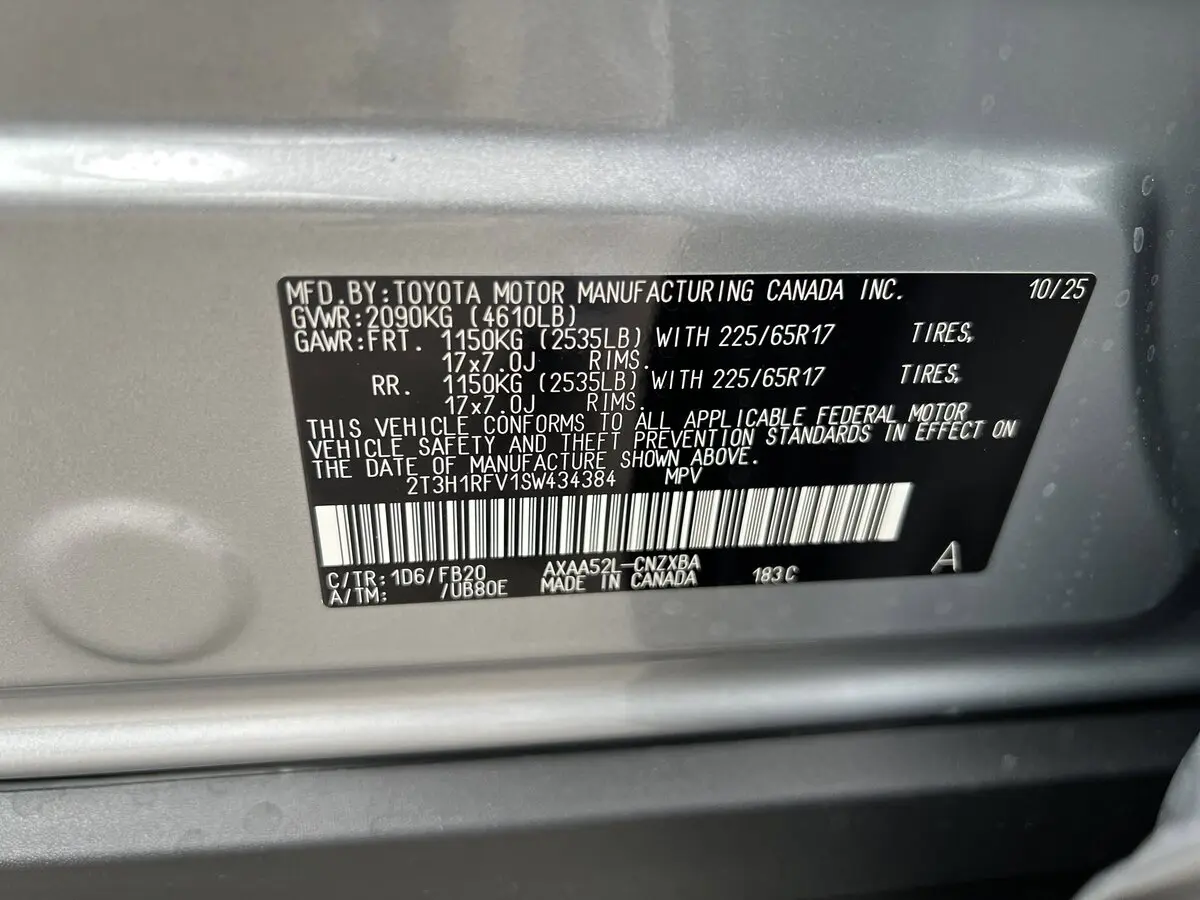 MFD.BY:TOYOTA MOTOR MANUFACTURING CANADA INC. 10/25
GVWR:2090KG (4610LB)
GAWR:FRT. 1150KG (2535LB) WITH 225/65R17 TIRES,
17x7.0J RIMS.
RR. 1150KG (2535LB) WITH 225/65R17 TIRES,
17x7.0J RIMS.
THIS VEHICLE CONFORMS TO ALL APPLICABLE FEDERAL MOTOR
VEHICLE SAFETY AND THEFT PREVENTION STANDARDS IN EFFECT ON
THE DATE OF MANUFACTURE SHOWN ABOVE.
2T3H1RFV1SW434384 MPV
C/TR:1D6/FB20 AXAA52L-CNZXBA 183C A
A/TM: /UB80E MADE IN CANADA